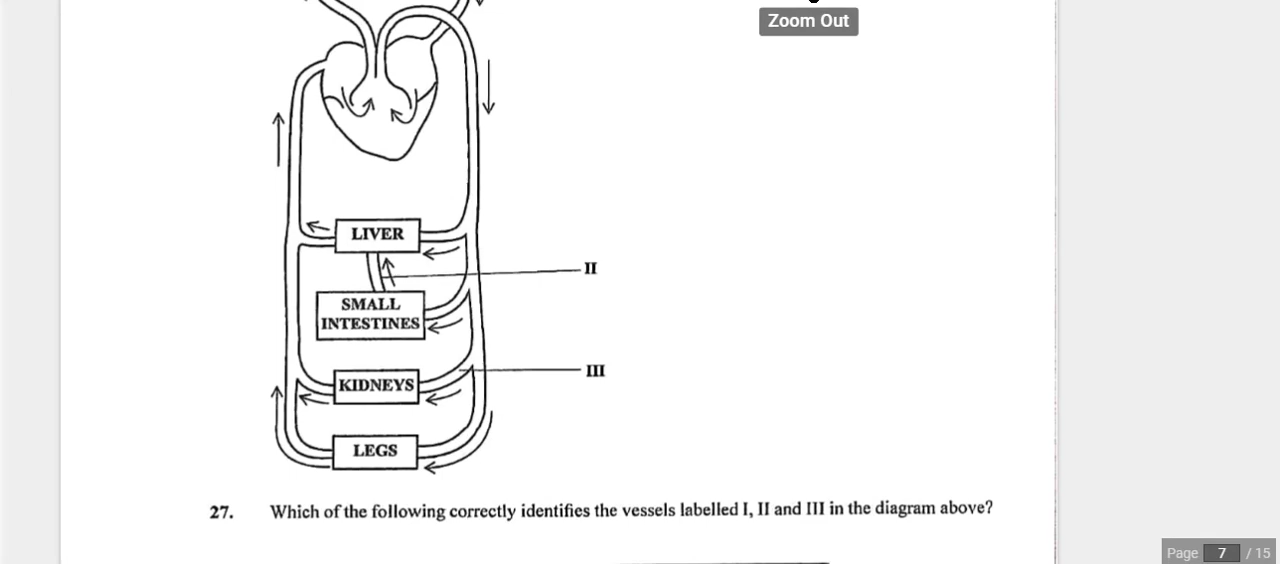 Zoom Out
LIVER
II
SMALL
INTESTINES
III
KIDNEYS
LEGS
27. Which of the following correctly identifies the vessels labelled I, II and III in the diagram above?
Page 7 / 15